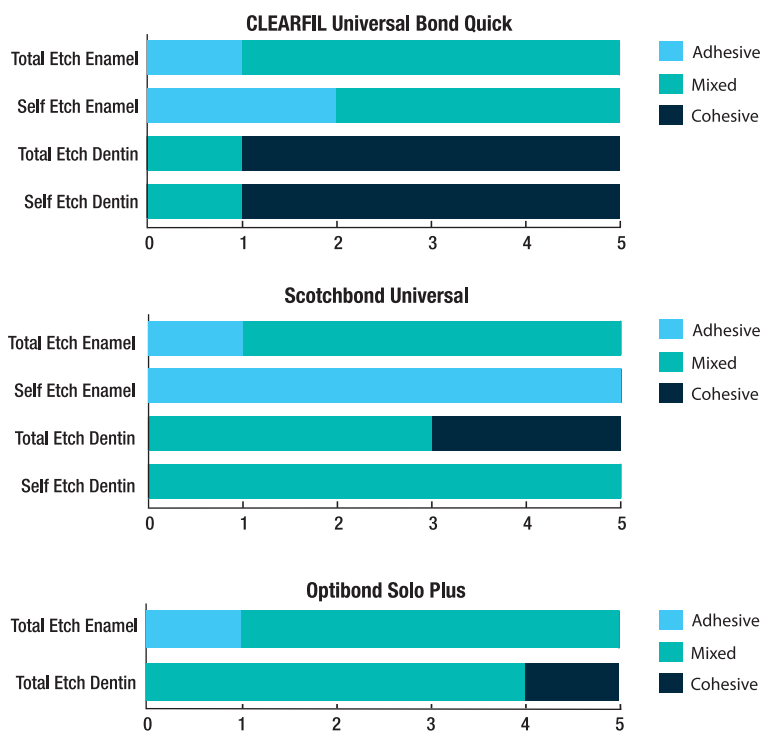 CLEARFIL Universal Bond Quick
Total Etch Enamel
Self Etch Enamel
Total Etch Dentin
Self Etch Dentin
0 1 2 3 4 5
Adhesive
Mixed
Cohesive
Scotchbond Universal
Total Etch Enamel
Self Etch Enamel
Total Etch Dentin
Self Etch Dentin
0 1 2 3 4 5
Adhesive
Mixed
Cohesive
Optibond Solo Plus
Total Etch Enamel
Total Etch Dentin
0 1 2 3 4 5
Adhesive
Mixed
Cohesive